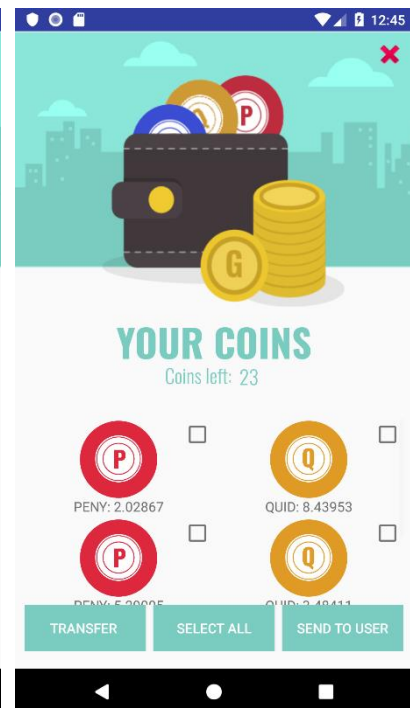 12:45
Q P
G
YOUR COINS
Coins left: 23
P Q
PENY: 2.02867 QUID: 8.43953
P Q
TRANSFER SELECT ALL SEND TO USER